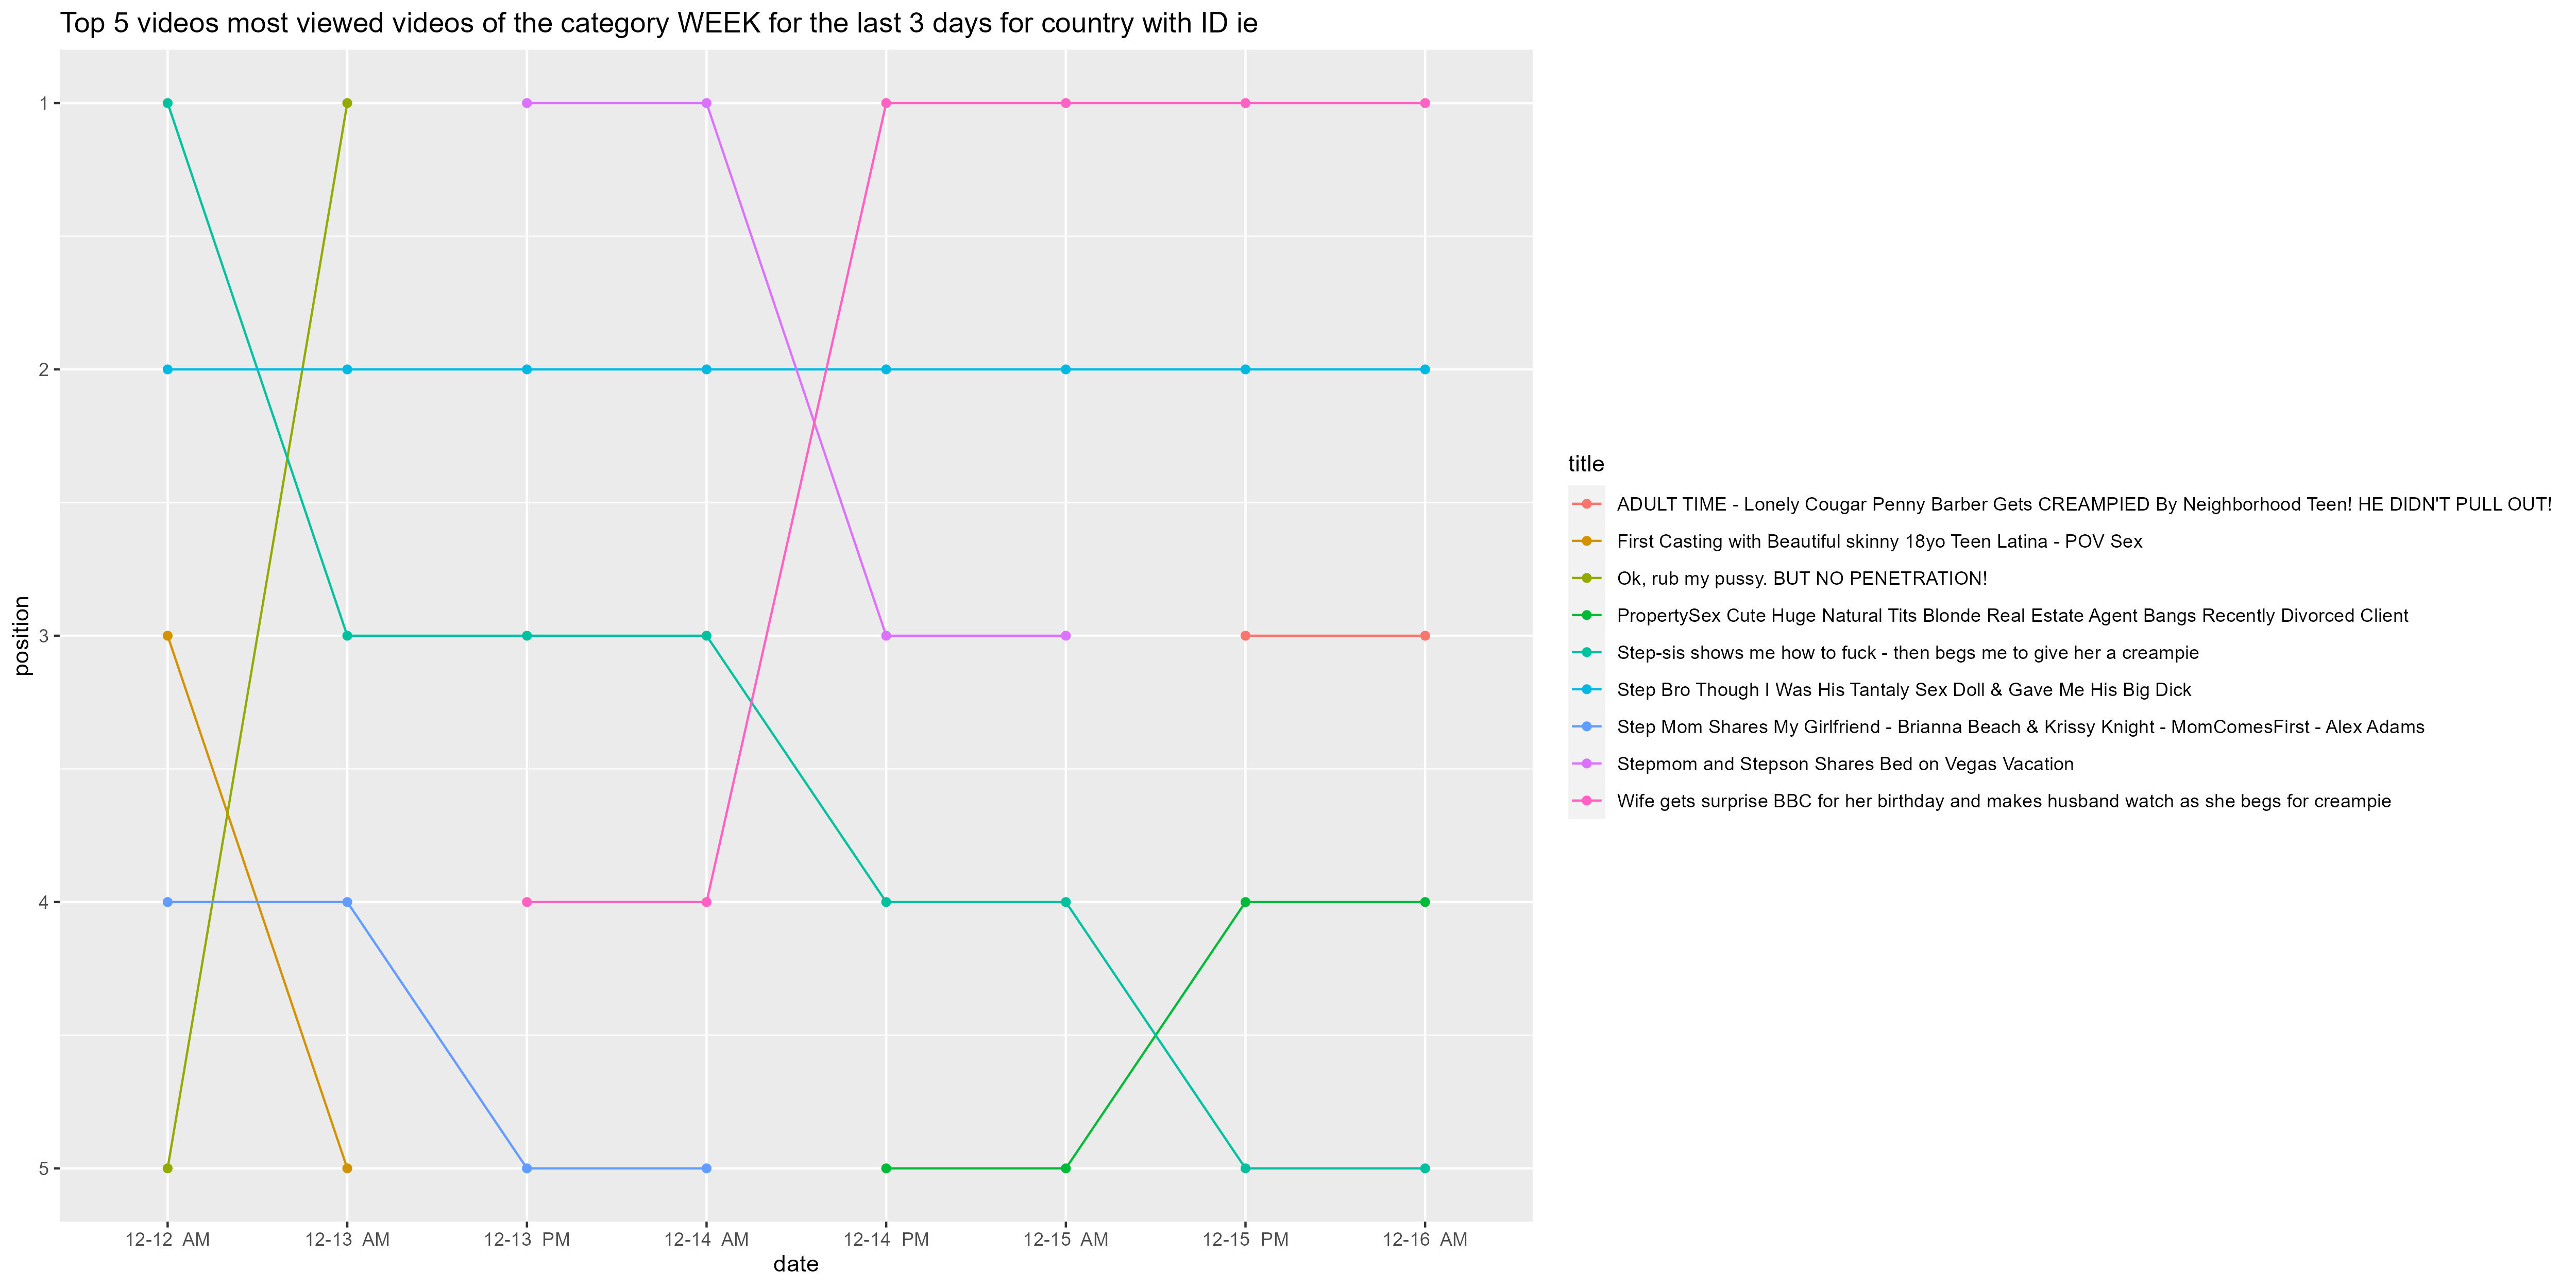 Top 5 videos most viewed videos of the category WEEK for the last 3 days for country with ID ie
position
1
2
3
4
5
12-12 AM
12-13 AM
12-13 PM
12-14 AM
12-14 PM
12-15 AM
12-15 PM
12-16 AM
date
title
ADULT TIME - Lonely Cougar Penny Barber Gets CREAMPIED By Neighborhood Teen! HE DIDN'T PULL OUT!
First Casting with Beautiful skinny 18yo Teen Latina - POV Sex
Ok, rub my pussy. BUT NO PENETRATION!
PropertySex Cute Huge Natural Tits Blonde Real Estate Agent Bangs Recently Divorced Client
Step-sis shows me how to fuck - then begs me to give her a creampie
Step Bro Though I Was His Tantaly Sex Doll & Gave Me His Big Dick
Step Mom Shares My Girlfriend - Brianna Beach & Krissy Knight - MomComesFirst - Alex Adams
Stepmom and Stepson Shares Bed on Vegas Vacation
Wife gets surprise BBC for her birthday and makes husband watch as she begs for creampie